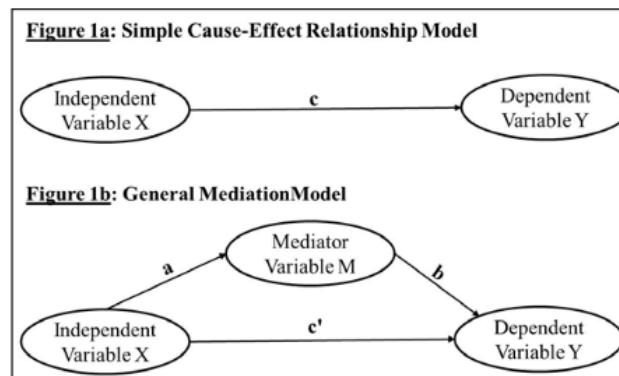 Figure 1a: Simple Cause-Effect Relationship Model
Independent
Variable X
c
Dependent
Variable Y
Figure 1b: General MediationModel
Mediator
Variable M
a
b
Independent
Variable X
c'
Dependent
Variable Y